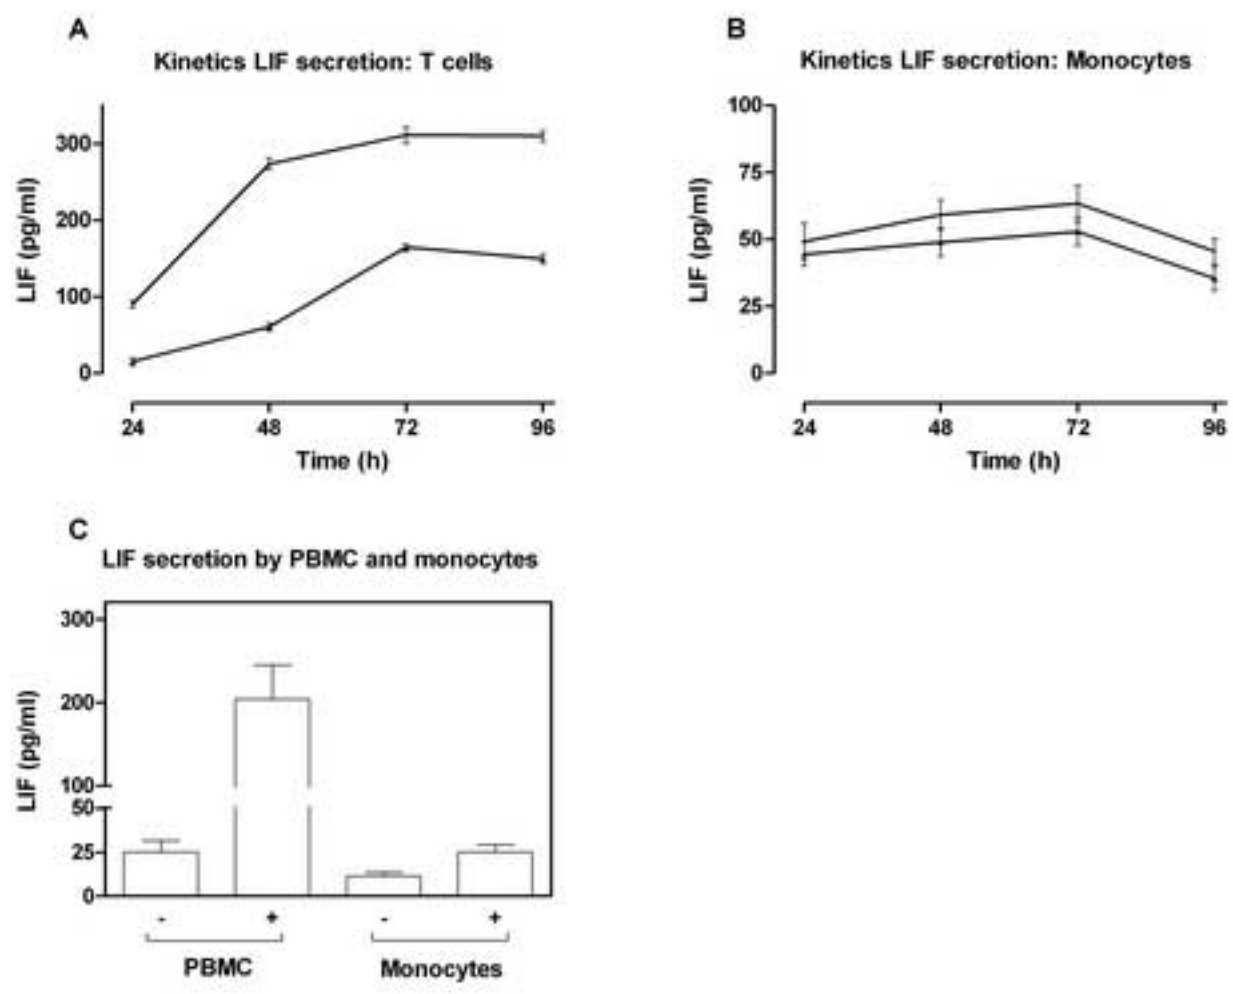 A
Kinetics LIF secretion: T cells
300
200
100
0
LIF (pg/ml)
24 48 72 96
Time (h)
B
Kinetics LIF secretion: Monocytes
100
75
50
25
0
LIF (pg/ml)
24 48 72 96
Time (h)
C
LIF secretion by PBMC and monocytes
300
200
100
50
25
0
LIF (pg/ml)
- + - +
PBMC Monocytes